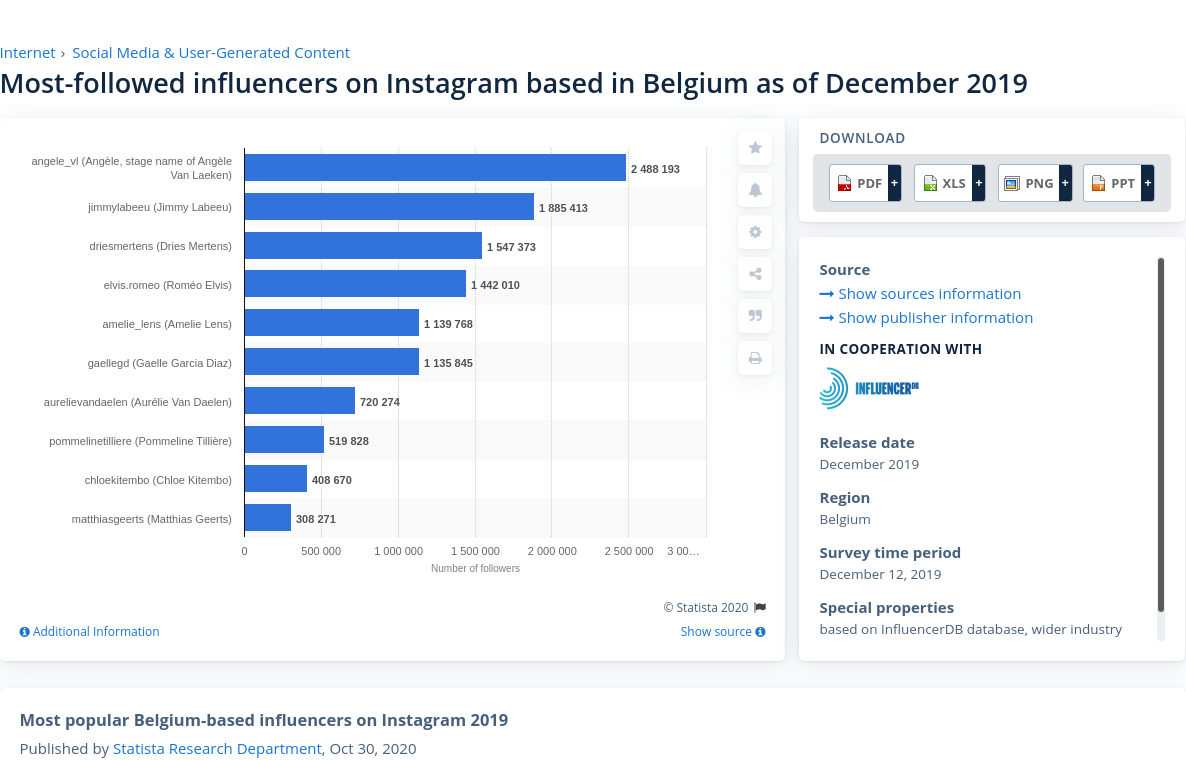 Internet › Social Media & User-Generated Content
Most-followed influencers on Instagram based in Belgium as of December 2019
angele_vl (Angèle, stage name of Angèle
Van Laeken)
2 488 193
jimmylabeeu (Jimmy Labeeu)
1 885 413
driesmertens (Dries Mertens)
1 547 373
elvis.romeo (Roméo Elvis)
1 442 010
amelie_lens (Amelie Lens)
1 139 768
gaellegd (Gaelle Garcia Diaz)
1 135 845
aurelievandaelen (Aurélie Van Daelen)
720 274
pommelinetilliere (Pommeline Tillière)
519 828
chloekitembo (Chloe Kitembo)
408 670
matthiasgeerts (Matthias Geerts)
308 271
0 500 000 1 000 000 1 500 000 2 000 000 2 500 000 3 00…
Number of followers
© Statista 2020
Additional Information
Show source
DOWNLOAD
PDF + XLS + PNG + PPT +
Source
Show sources information
Show publisher information
IN COOPERATION WITH
INFLUENCERDB
Release date
December 2019
Region
Belgium
Survey time period
December 12, 2019
Special properties
based on InfluencerDB database, wider industry
Most popular Belgium-based influencers on Instagram 2019
Published by Statista Research Department, Oct 30, 2020